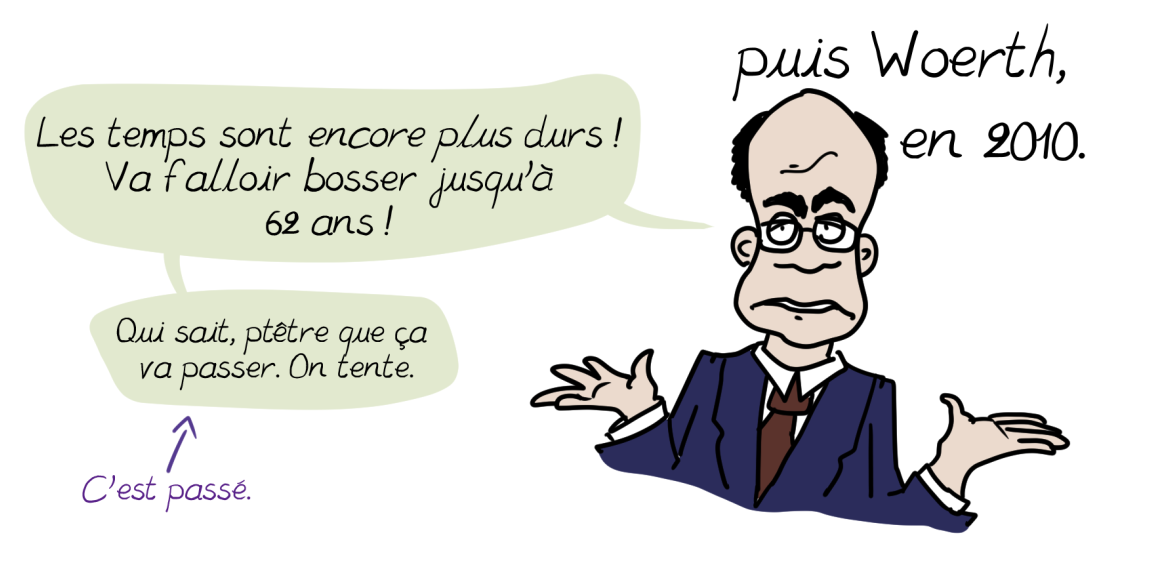 puis Woerth,
en 2010.
Les temps sont encore plus durs !
Va falloir bosser jusqu'à
62 ans !
Qui sait, ptêtre que ça
va passer. On tente.
C'est passé.